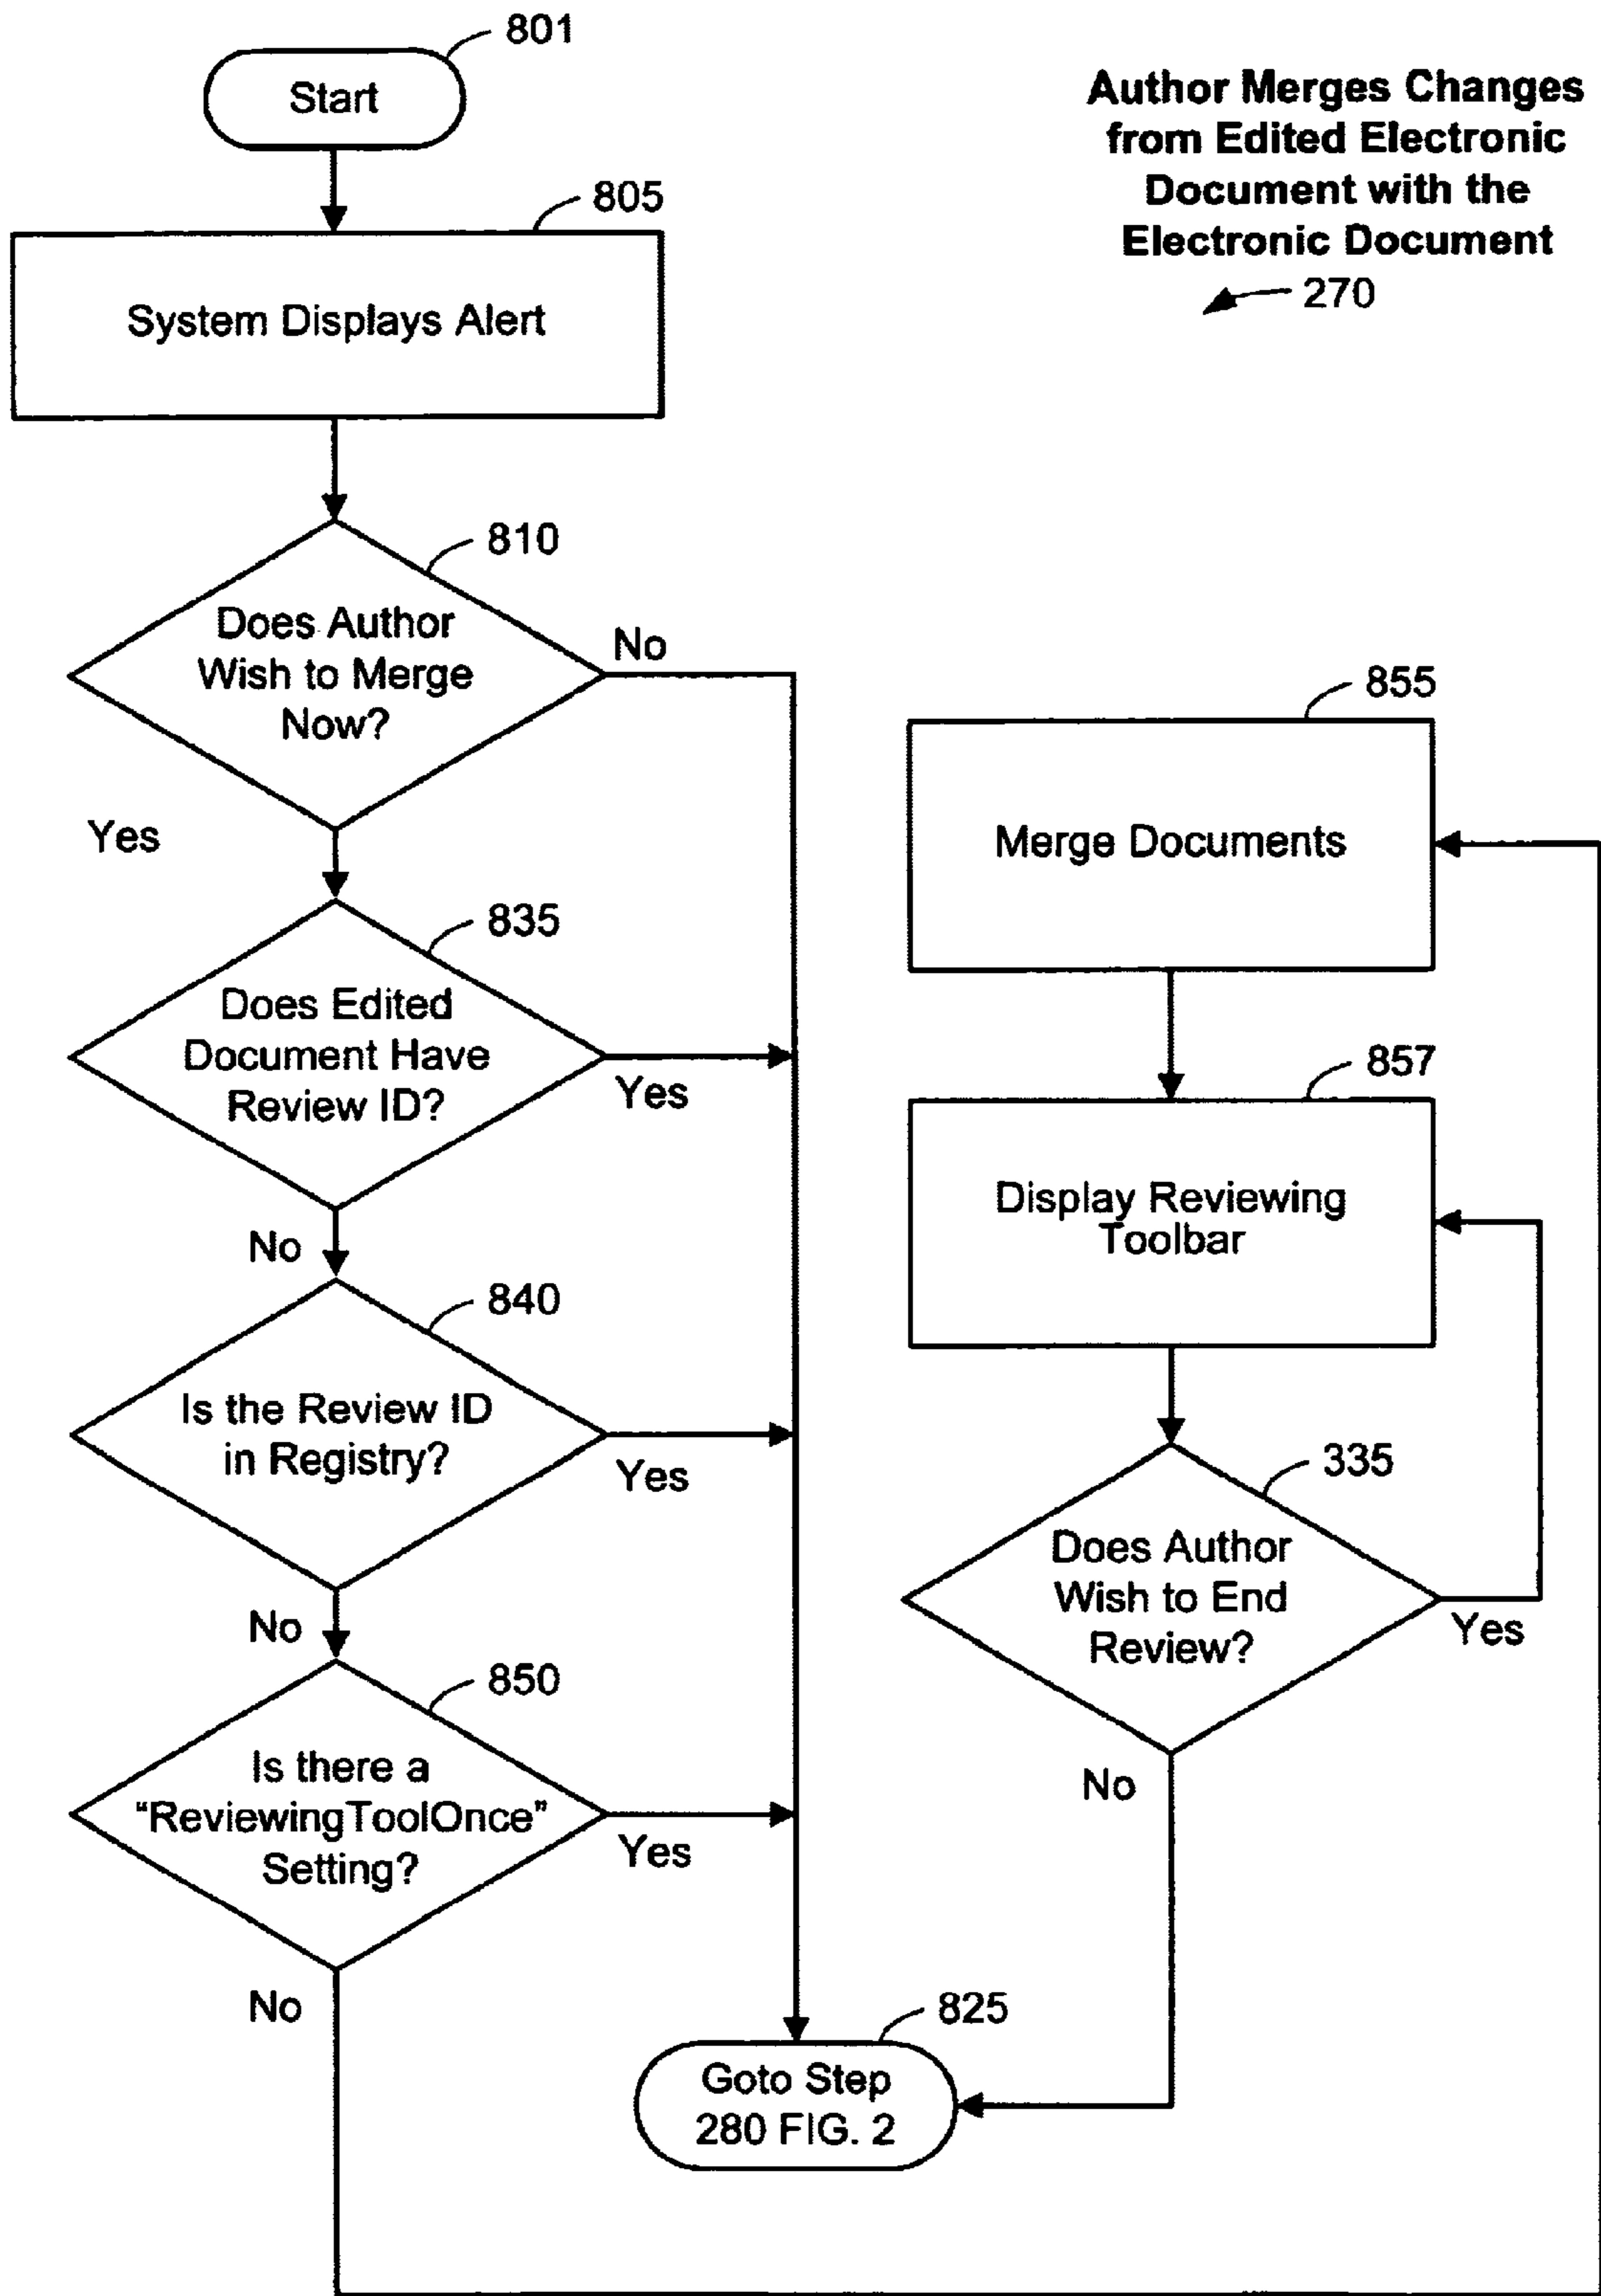 801
Start
Author Merges Changes
from Edited Electronic
Document with the
Electronic Document
270
805
System Displays Alert
810
Does Author
Wish to Merge
Now?
No
Yes
835
Does Edited
Document Have
Review ID?
Yes
No
840
Is the Review ID
in Registry?
Yes
No
850
Is there a
“ReviewingToolOnce”
Setting?
Yes
No
855
Merge Documents
857
Display Reviewing
Toolbar
335
Does Author
Wish to End
Review?
Yes
No
825
Goto Step
280 FIG. 2